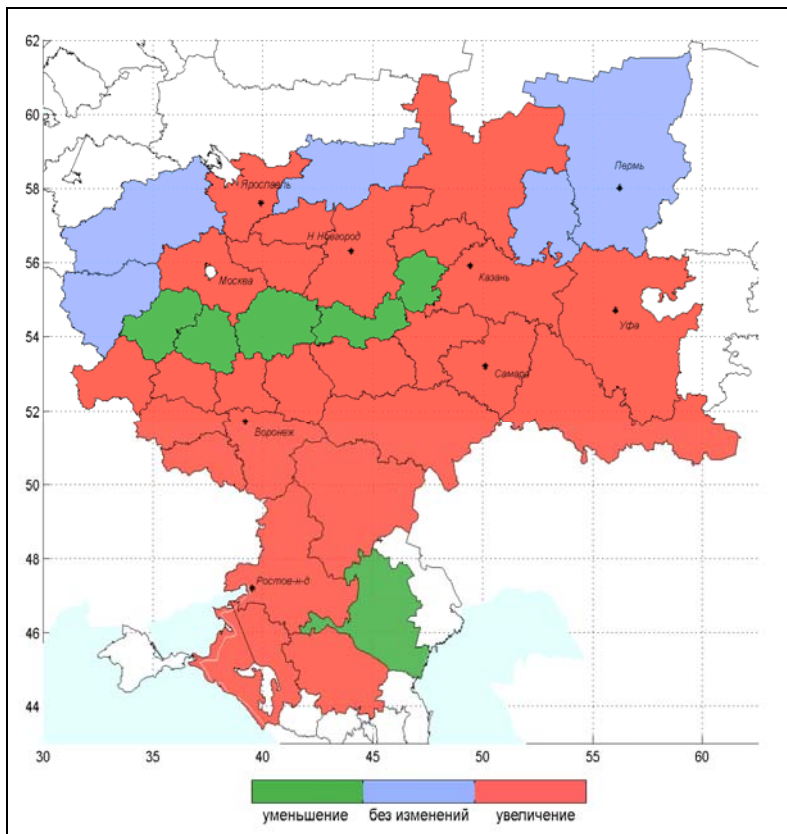 62
60
58
56
54
52
50
48
46
44
Пермь
Ярославль
Н Новгород
Москва
Казань
Уфа
Самара
Воронеж
Ростов-н-д
30 35 40 45 50 55 60
уменьшение без изменений увеличение